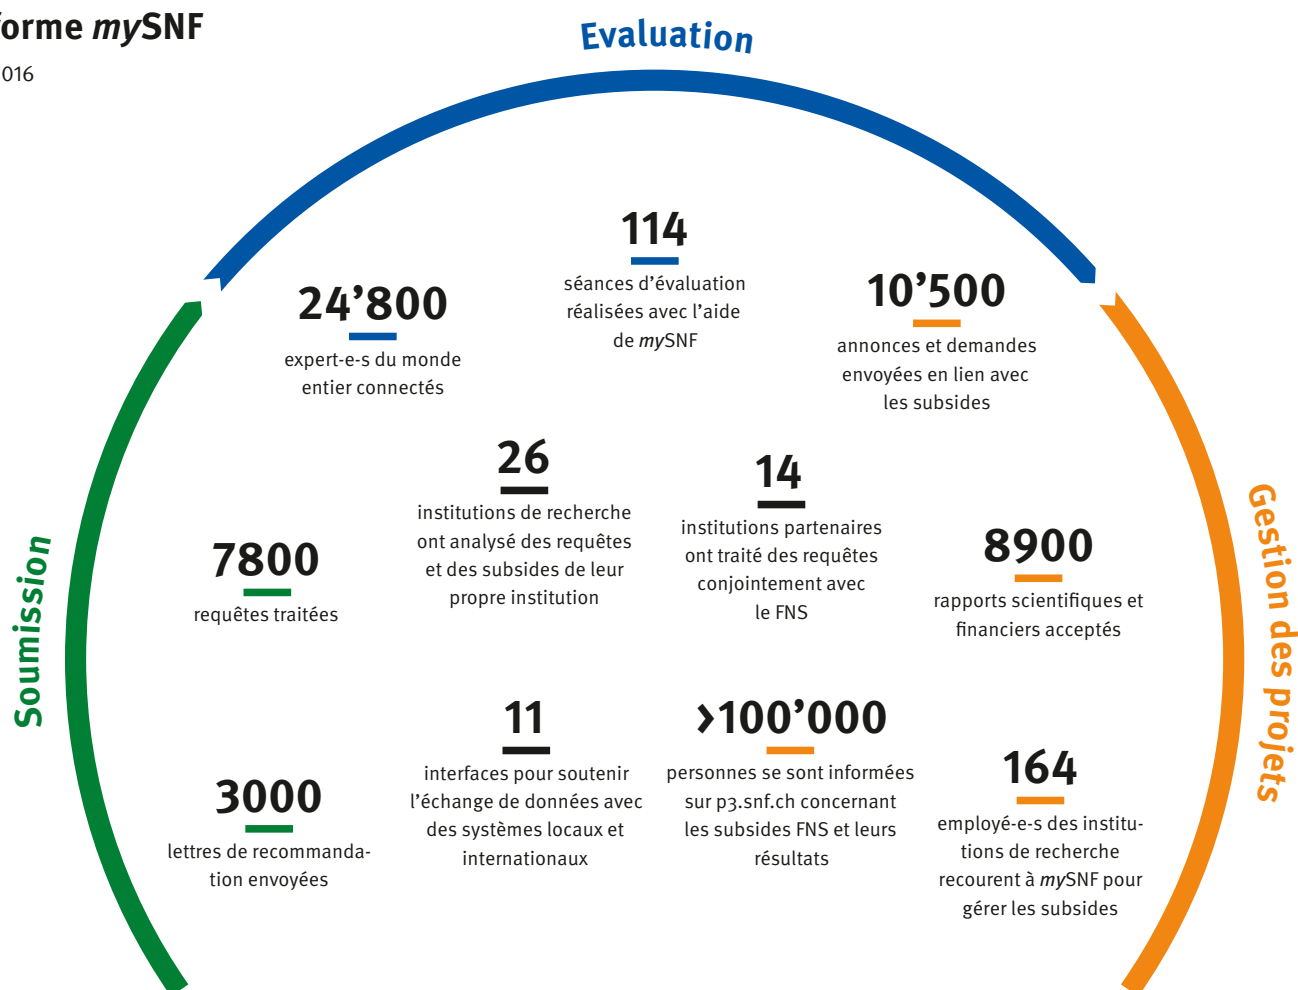 forme mySNF
016
Evaluation
114
séances d’évaluation
réalisées avec l’aide
de mySNF
24’800
expert-e-s du monde
entier connectés
10’500
annonces et demandes
envoyées en lien avec
les subsides
26
institutions de recherche
ont analysé des requêtes
et des subsides de leur
propre institution
14
institutions partenaires
ont traité des requêtes
conjointement avec
le FNS
7800
requêtes traitées
8900
rapports scientifiques et
financiers acceptés
Soumission
Gestion des projets
3000
lettres de recommanda-
tion envoyées
11
interfaces pour soutenir
l’échange de données avec
des systèmes locaux et
internationaux
>100’000
personnes se sont informées
sur p3.snf.ch concernant
les subsides FNS et leurs
résultats
164
employé-e-s des institu-
tions de recherche
recourent à mySNF pour
gérer les subsides